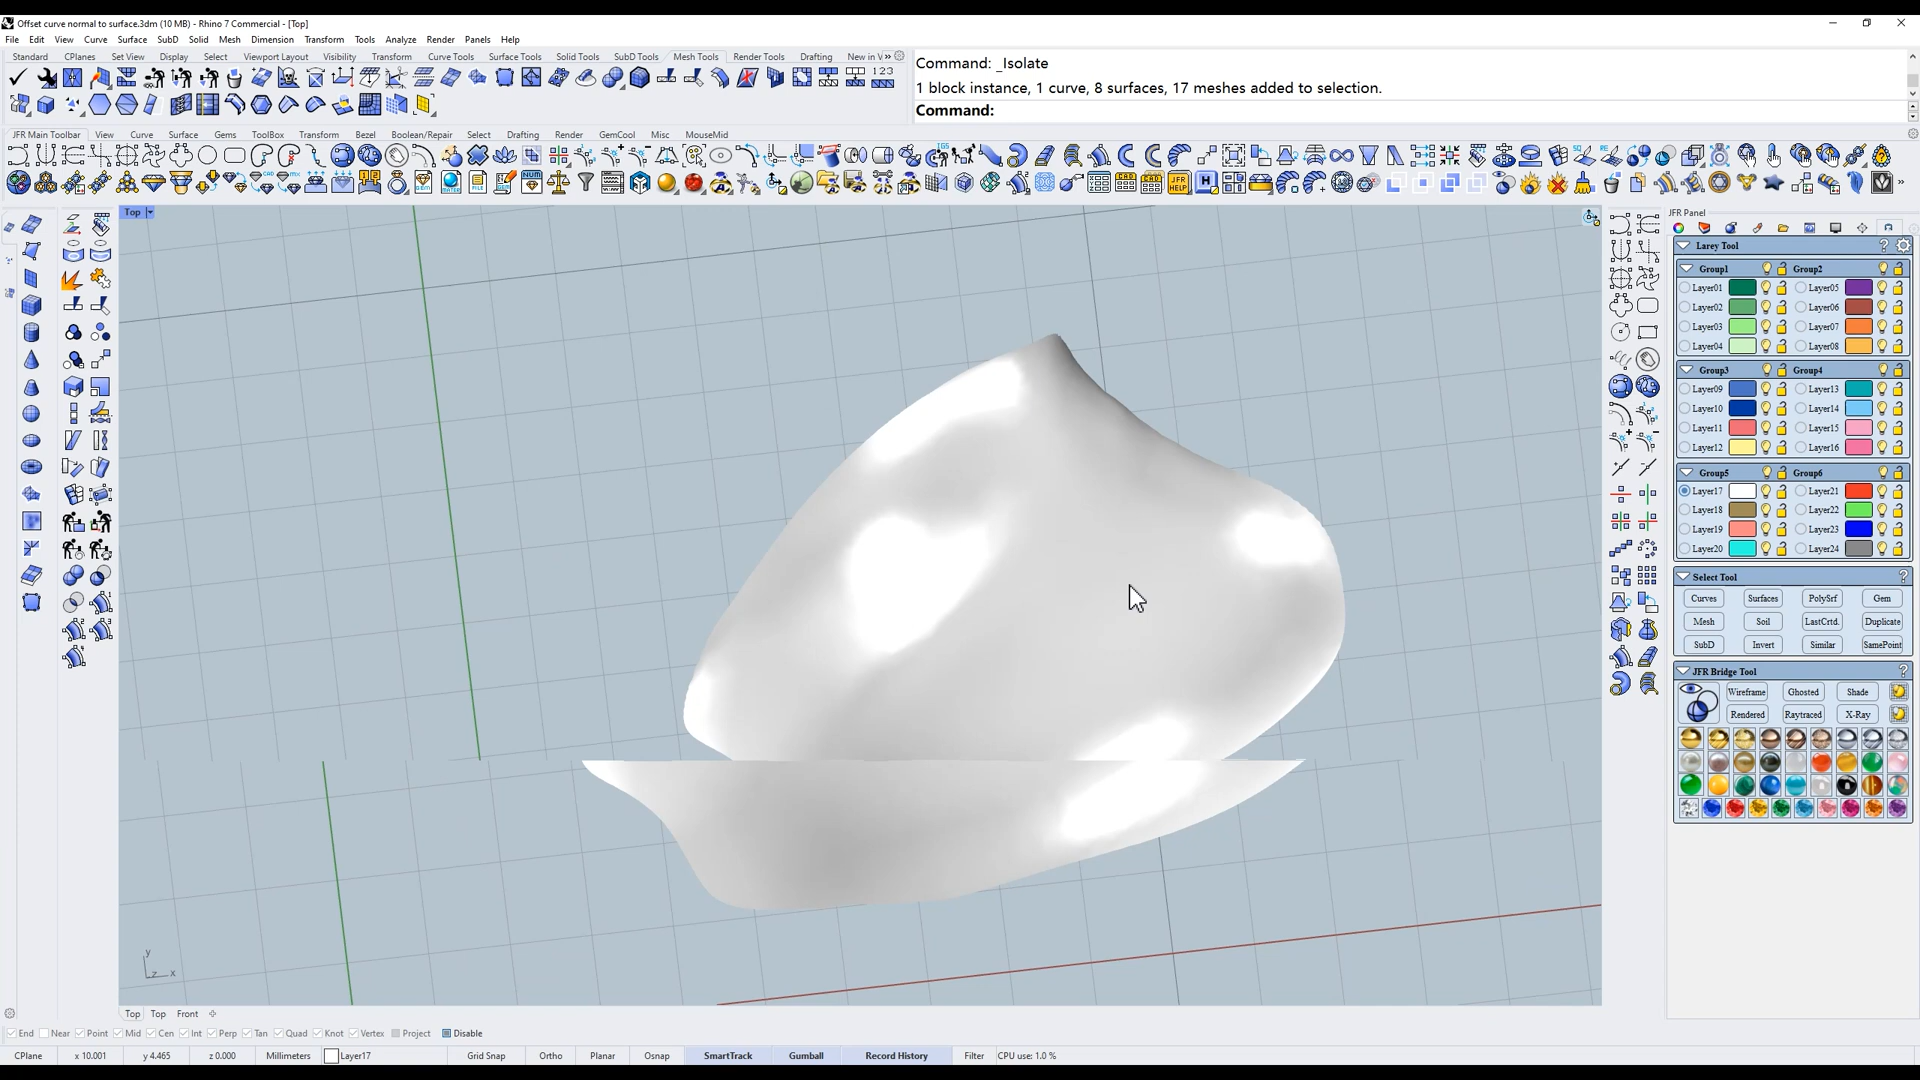 Offset curve normal to surface.3dm (10 MB) - Rhino 7 Commercial - [Top]
File Edit View Curve Surface SubD Solid Mesh Dimension Transform Tools Analyze Render Panels Help
Standard CPlanes Set View Display Select Viewport Layout Visibility Transform Curve Tools Surface Tools Solid Tools SubD Tools Mesh Tools Render Tools Drafting New in V »
Command: _Isolate
1 block instance, 1 curve, 8 surfaces, 17 meshes added to selection.
Command:
JFR Main Toolbar View Curve Surface Gems ToolBox Transform Bezel Boolean/Repair Select Drafting Render GemCool Misc MouseMid
Top
JFR Panel
Larey Tool ?
Group1 Group2
Layer01 Layer05
Layer02 Layer06
Layer03 Layer07
Layer04 Layer08
Group3 Group4
Layer09 Layer13
Layer10 Layer14
Layer11 Layer15
Layer12 Layer16
Group5 Group6
Layer17 Layer21
Layer18 Layer22
Layer19 Layer23
Layer20 Layer24
Select Tool ?
Curves Surfaces PolySrf Gem
Mesh Soil LastCrtd. Duplicate
SubD Invert Similar SamePoint
JFR Bridge Tool ?
Wireframe Ghosted Shade
Rendered Raytraced X-Ray
y
z x
Top Top Front
End Near Point Mid Cen Int Perp Tan Quad Knot Vertex Project Disable
CPlane x 10.001 y 4.465 z 0.000 Millimeters Layer17 Grid Snap Ortho Planar Osnap SmartTrack Gumball Record History Filter CPU use: 1.0 %